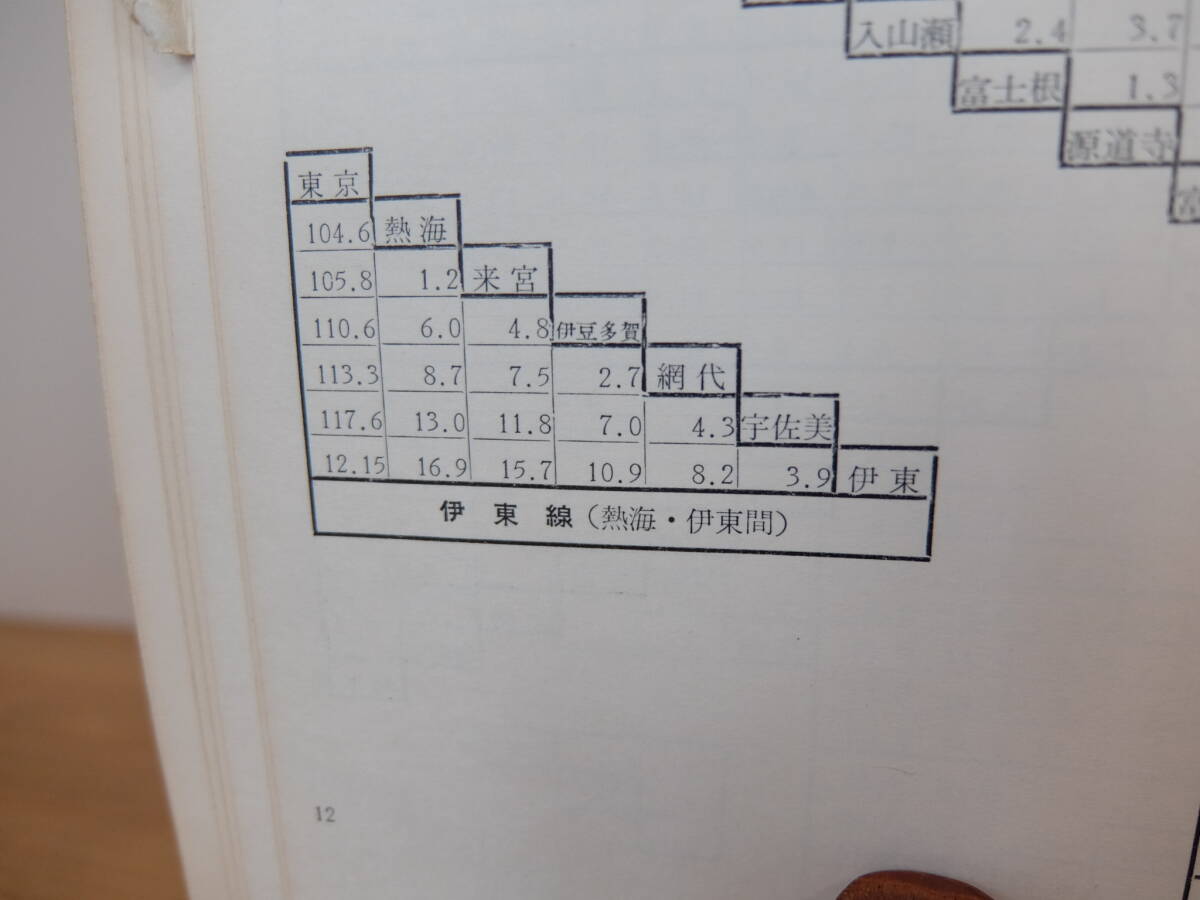 入山瀬 2.4 3.7
富士根 1.3
源道寺
富
東京
104.6 熱海
105.8 1.2 来宮
110.6 6.0 4.8 伊豆多賀
113.3 8.7 7.5 2.7 網代
117.6 13.0 11.8 7.0 4.3 宇佐美
12.15 16.9 15.7 10.9 8.2 3.9 伊東
伊東線(熱海・伊東間)
12